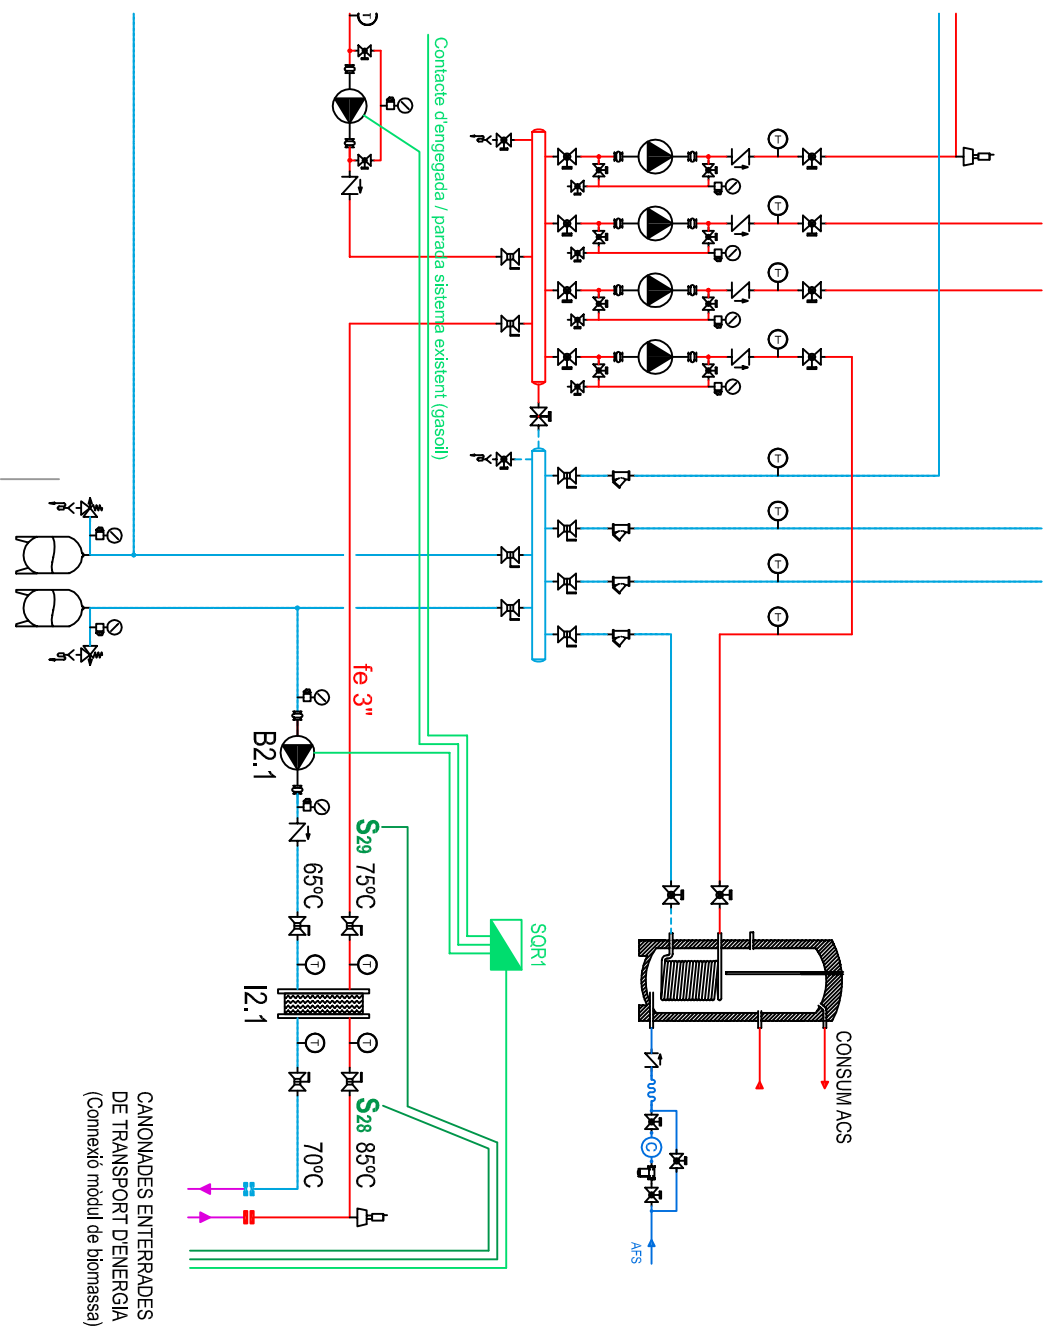 Contacte d'engegada / parada sistema existent (gasoil)
T
T
T
T
T
T
T
T
T
fe 3"
B2.1
S29
75ºC
65ºC
SQR1
T
T
I2.1
T
T
S28
85ºC
70ºC
CONSUM ACS
C
AFS
CANONADES ENTERRADES
DE TRANSPORT D'ENERGIA
(Connexió mòdul de biomassa)